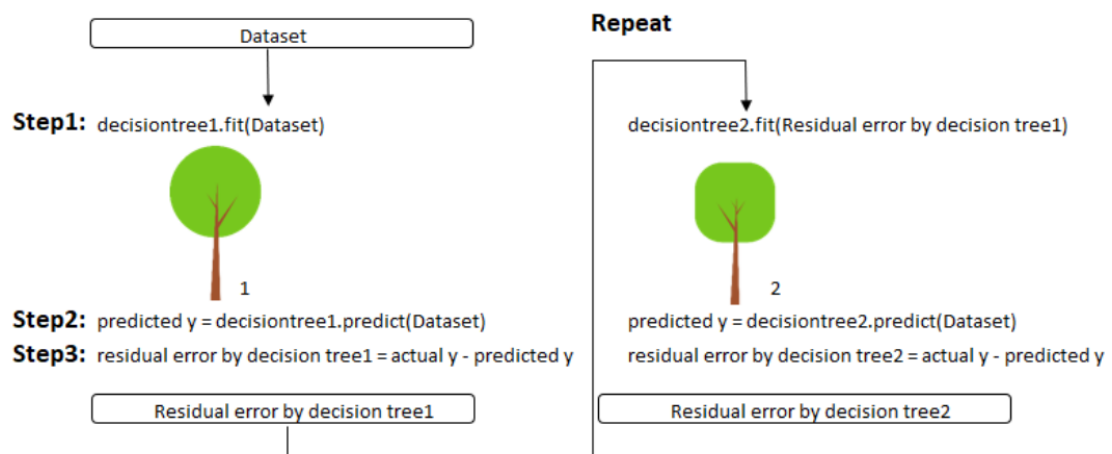 Dataset
Step1: decisiontree1.fit(Dataset)
1
Step2: predicted y = decisiontree1.predict(Dataset)
Step3: residual error by decision tree1 = actual y - predicted y
Residual error by decision tree1
Repeat
decisiontree2.fit(Residual error by decision tree1)
2
predicted y = decisiontree2.predict(Dataset)
residual error by decision tree2 = actual y - predicted y
Residual error by decision tree2